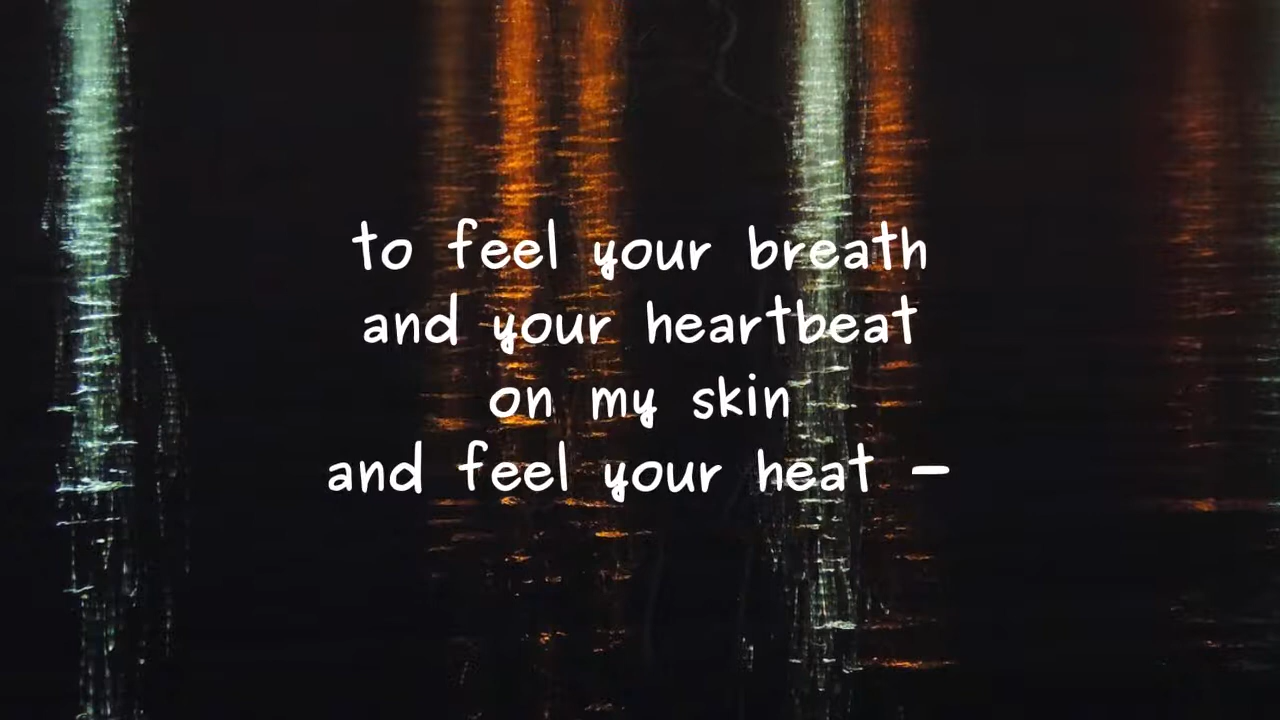 to feel your breath
and your heartbeat
on my skin
and feel your heat –